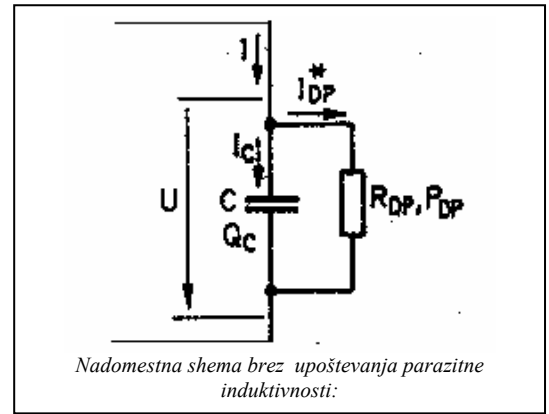 I
I*DP
IC
U
C
RDP, PDP
QC
Nadomestna shema brez upoštevanja parazitne
induktivnosti: